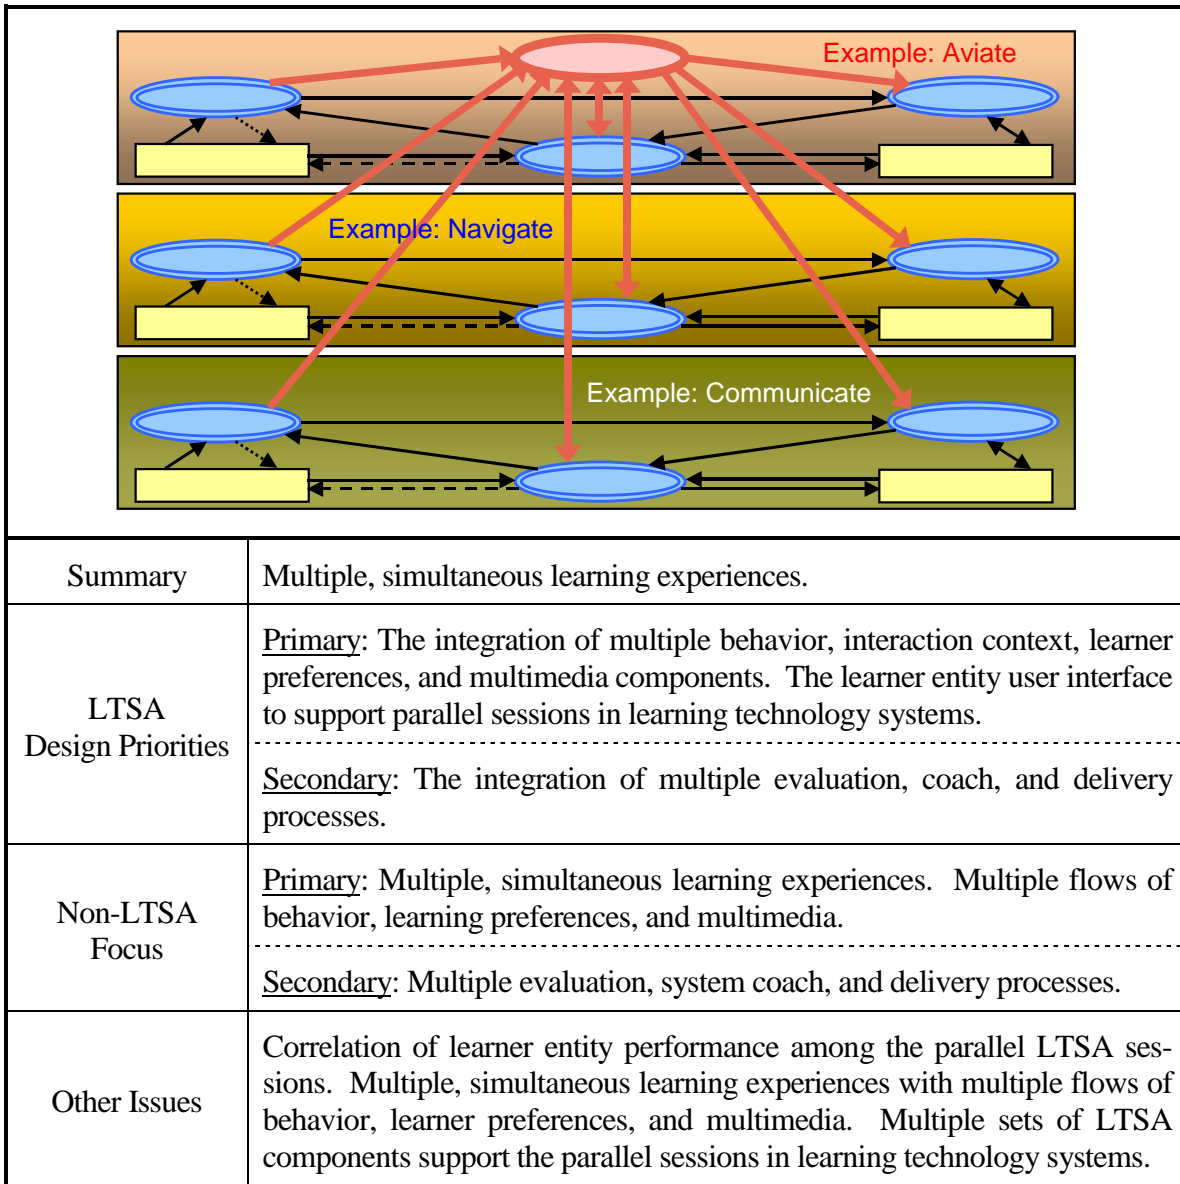 Example: Aviate
Example: Navigate
Example: Communicate
Summary
Multiple, simultaneous learning experiences.
LTSA
Design Priorities
Primary: The integration of multiple behavior, interaction context, learner
preferences, and multimedia components. The learner entity user interface
to support parallel sessions in learning technology systems.
Secondary: The integration of multiple evaluation, coach, and delivery
processes.
Non-LTSA
Focus
Primary: Multiple, simultaneous learning experiences. Multiple flows of
behavior, learning preferences, and multimedia.
Secondary: Multiple evaluation, system coach, and delivery processes.
Other Issues
Correlation of learner entity performance among the parallel LTSA ses-
sions. Multiple, simultaneous learning experiences with multiple flows of
behavior, learner preferences, and multimedia. Multiple sets of LTSA
components support the parallel sessions in learning technology systems.